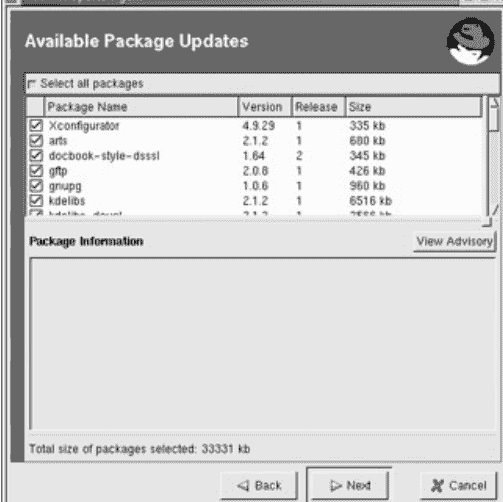 Available Package Updates
Select all packages
Package Name Version Release Size
Xconfigurator 4.9.29 1 335 kb
arts 2.1.2 1 680 kb
docbook-style-dsssl 1.64 2 345 kb
gftp 2.0.8 1 426 kb
gnupg 1.0.6 1 960 kb
kdelibs 2.1.2 1 6516 kb
Package Information View Advisory
Total size of packages selected: 33331 kb
Back Next Cancel